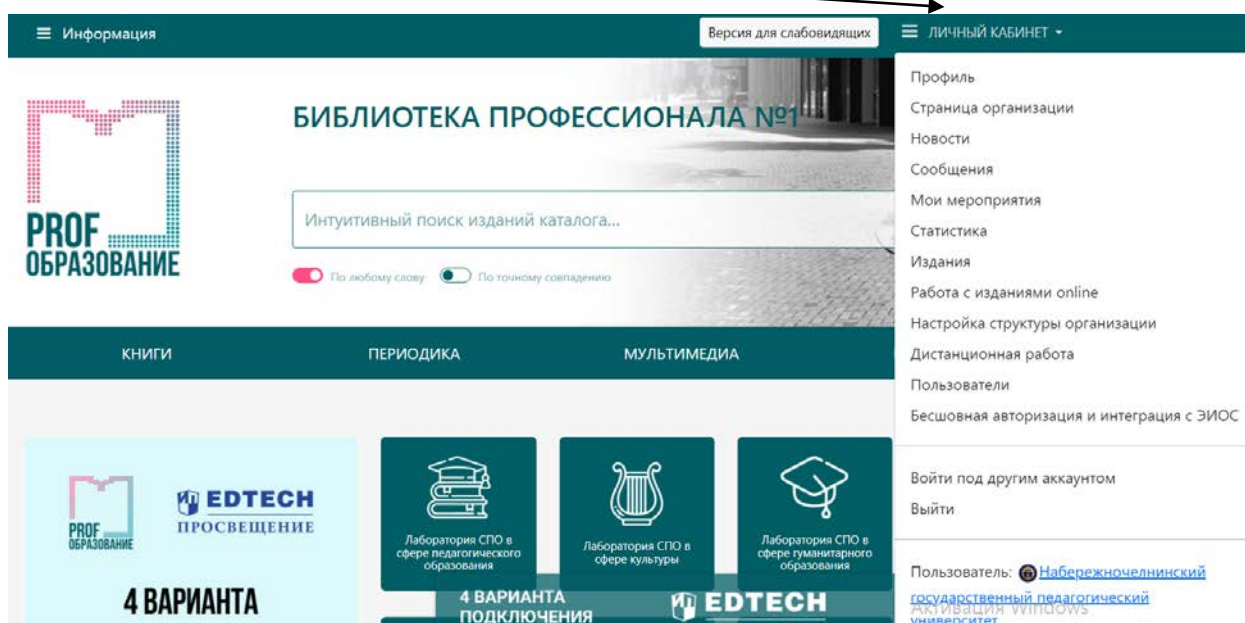 Информация
Версия для слабовидящих
ЛИЧНЫЙ КАБИНЕТ
PROF
ОБРАЗОВАНИЕ
БИБЛИОТЕКА ПРОФЕССИОНАЛА №1
Интуитивный поиск изданий каталога...
По любому слову
По точному совпадению
КНИГИ
ПЕРИОДИКА
МУЛЬТИМЕДИА
Профиль
Страница организации
Новости
Сообщения
Мои мероприятия
Статистика
Издания
Работа с изданиями online
Настройка структуры организации
Дистанционная работа
Пользователи
Бесшовная авторизация и интеграция с ЭИОС
Войти под другим аккаунтом
Выйти
Пользователь: Набережночелнинский
государственный педагогический
университет
Активация Windows
PROF
ОБРАЗОВАНИЕ
EDTECH
ПРОСВЕЩЕНИЕ
4 ВАРИАНТА
Лаборатория СПО в
сфере педагогического
образования
Лаборатория СПО в
сфере культуры
Лаборатория СПО в
сфере гуманитарного
образования
4 ВАРИАНТА
ПОДКЛЮЧЕНИЯ
EDTECH